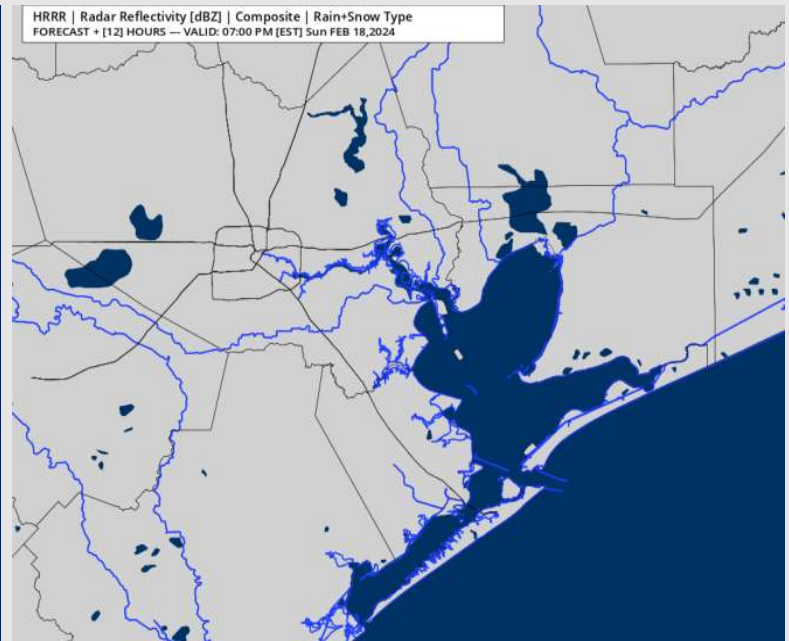 HRRR | Radar Reflectivity [dBZ] | Composite | Rain+Snow Type
FORECAST + [12] HOURS --- VALID: 07:00 PM [EST] Sun FEB 18,2024